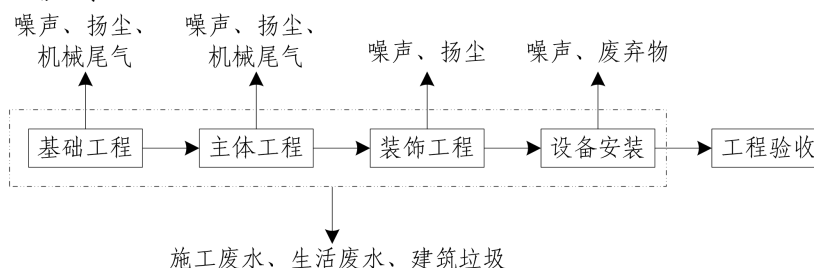 噪声、扬尘、
机械尾气
噪声、扬尘、
机械尾气
噪声、扬尘
噪声、废弃物
基础工程
主体工程
装饰工程
设备安装
工程验收
施工废水、生活废水、建筑垃圾